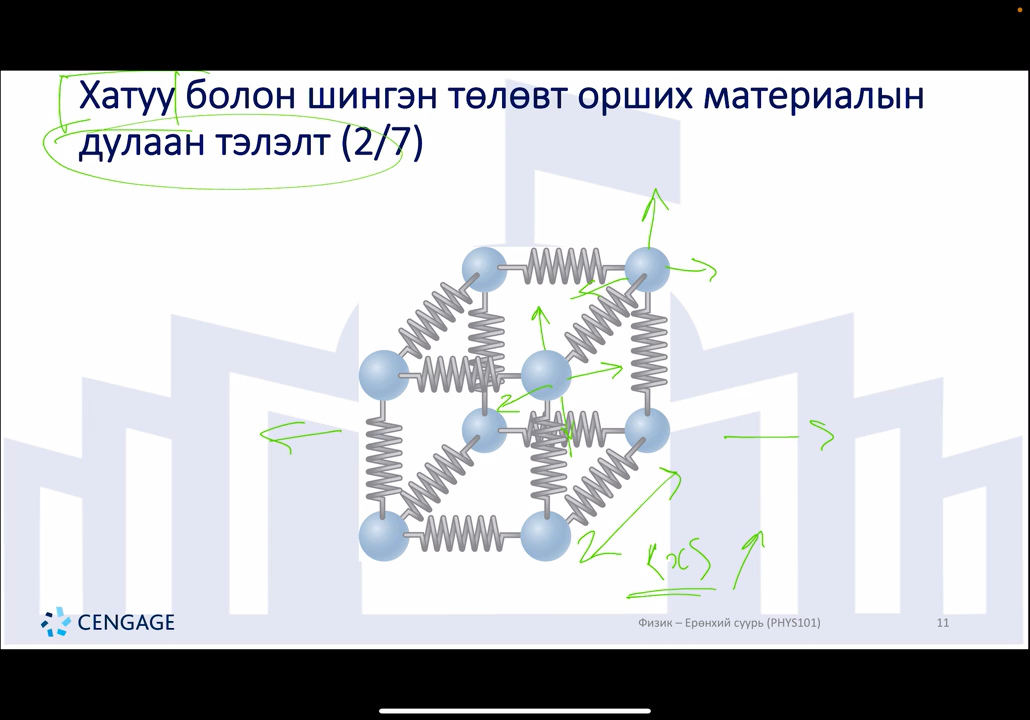 Хатуу болон шингэн төлөвт орших материалын
дулаан тэлэлт (2/7)
CENGAGE
Физик – Ерөнхий суурь (PHYS101)
11